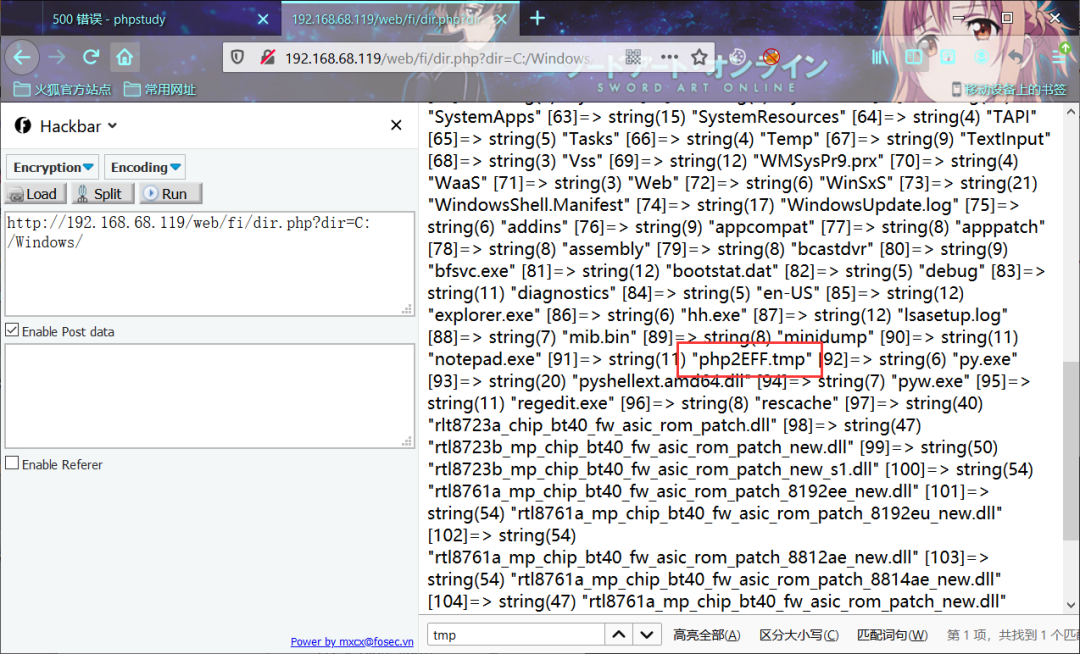 500 错误 - phpstudy
192.168.68.119/web/fi/dir.php?dir
192.168.68.119/web/fi/dir.php?dir=C:/Windows
ソードアート・オンライン
SWORD ART ONLINE
火狐官方站点 常用网址 移动设备上的书签
Hackbar
Encryption Encoding
Load Split Run
http://192.168.68.119/web/fi/dir.php?dir=C:
/Windows/
Enable Post data
Enable Referer
Power by mxcx@fosec.vn
"SystemApps" [63]=> string(15) "SystemResources" [64]=> string(4) "TAPI"
[65]=> string(5) "Tasks" [66]=> string(4) "Temp" [67]=> string(9) "TextInput"
[68]=> string(3) "Vss" [69]=> string(12) "WMSysPr9.prx" [70]=> string(4)
"WaaS" [71]=> string(3) "Web" [72]=> string(6) "WinSxS" [73]=> string(21)
"WindowsShell.Manifest" [74]=> string(17) "WindowsUpdate.log" [75]=>
string(6) "addins" [76]=> string(9) "appcompat" [77]=> string(8) "apppatch"
[78]=> string(8) "assembly" [79]=> string(8) "bcastdvr" [80]=> string(9)
"bfsvc.exe" [81]=> string(12) "bootstat.dat" [82]=> string(5) "debug" [83]=>
string(11) "diagnostics" [84]=> string(5) "en-US" [85]=> string(12)
"explorer.exe" [86]=> string(6) "hh.exe" [87]=> string(12) "lsasetup.log"
[88]=> string(7) "mib.bin" [89]=> string(8) "minidump" [90]=> string(11)
"notepad.exe" [91]=> string(11) "php2EFF.tmp" [92]=> string(6) "py.exe"
[93]=> string(20) "pyshellext.amd64.dll" [94]=> string(7) "pyw.exe" [95]=>
string(11) "regedit.exe" [96]=> string(8) "rescache" [97]=> string(40)
"rlt8723a_chip_bt40_fw_asic_rom_patch.dll" [98]=> string(47)
"rtl8723b_mp_chip_bt40_fw_asic_rom_patch_new.dll" [99]=> string(50)
"rtl8723b_mp_chip_bt40_fw_asic_rom_patch_new_s1.dll" [100]=> string(54)
"rtl8761a_mp_chip_bt40_fw_asic_rom_patch_8192ee_new.dll" [101]=>
string(54) "rtl8761a_mp_chip_bt40_fw_asic_rom_patch_8192eu_new.dll"
[102]=> string(54)
"rtl8761a_mp_chip_bt40_fw_asic_rom_patch_8812ae_new.dll" [103]=>
string(54) "rtl8761a_mp_chip_bt40_fw_asic_rom_patch_8814ae_new.dll"
[104]=> string(47) "rtl8761a_mp_chip_bt40_fw_asic_rom_patch_new.dll"
tmp 高亮全部(A) 区分大小写(C) 匹配词句(W) 第 1 项，共找到 1 个匹